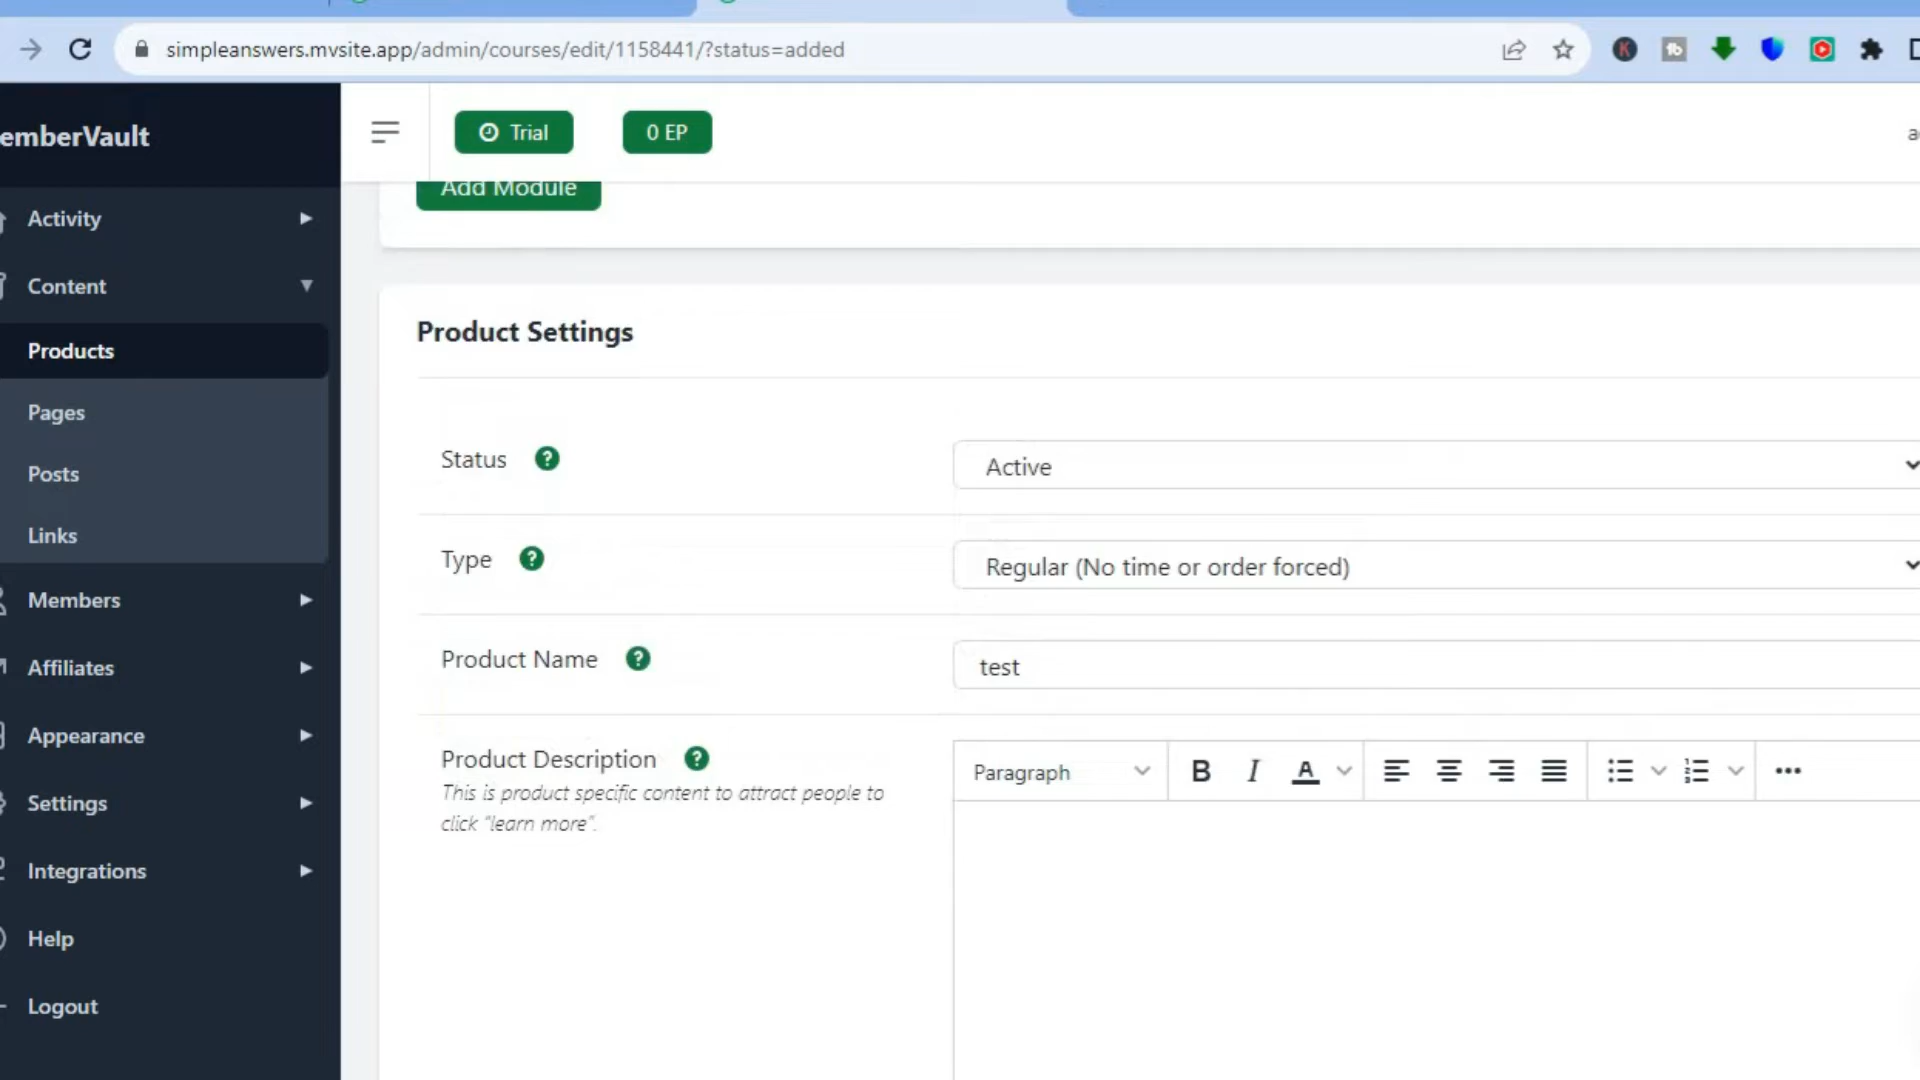 simpleanswers.mvsite.app/admin/courses/edit/1158441/?status=added
emberVault
Trial
0 EP
Add Module
Activity
Content
Products
Pages
Posts
Links
Members
Affiliates
Appearance
Settings
Integrations
Help
Logout
Product Settings
Status ?
Active
Type ?
Regular (No time or order forced)
Product Name ?
test
Product Description ?
This is product specific content to attract people to
click "learn more".
Paragraph
B I A